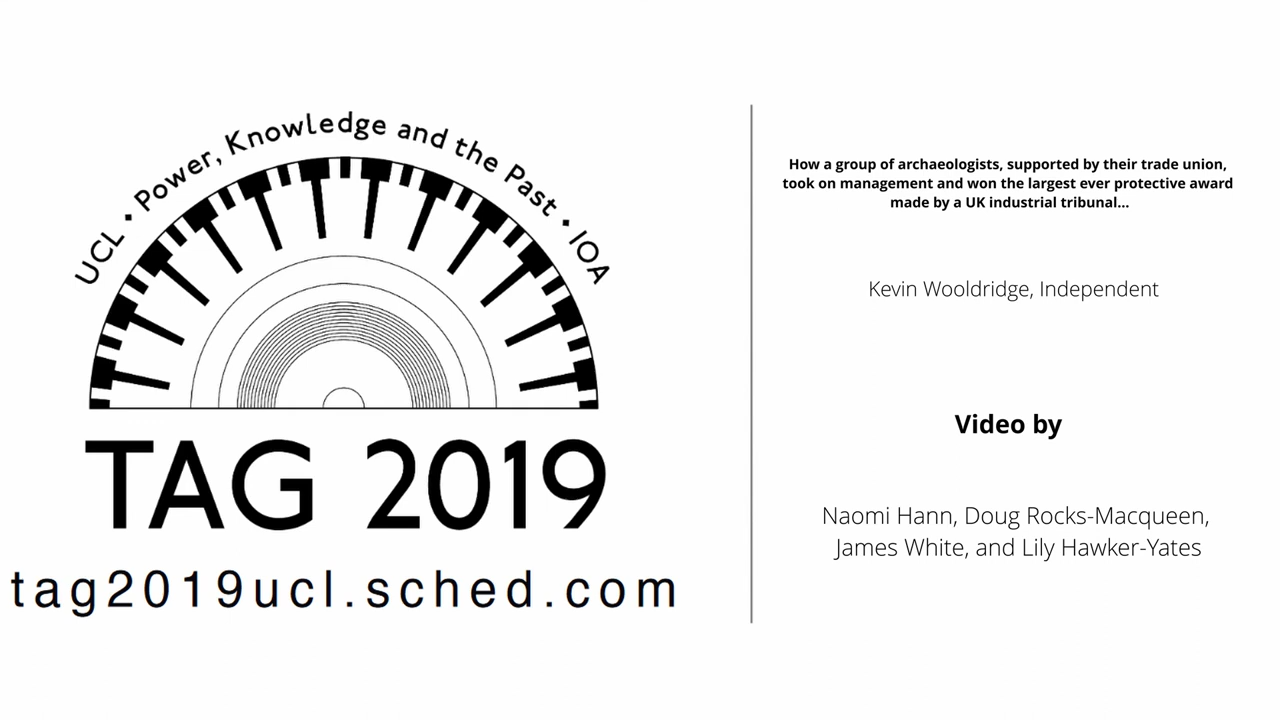 UCL • Power, Knowledge and the Past • IOA
TAG 2019
tag2019ucl.sched.com
How a group of archaeologists, supported by their trade union,
took on management and won the largest ever protective award
made by a UK industrial tribunal...
Kevin Wooldridge, Independent
Video by
Naomi Hann, Doug Rocks-Macqueen,
James White, and Lily Hawker-Yates